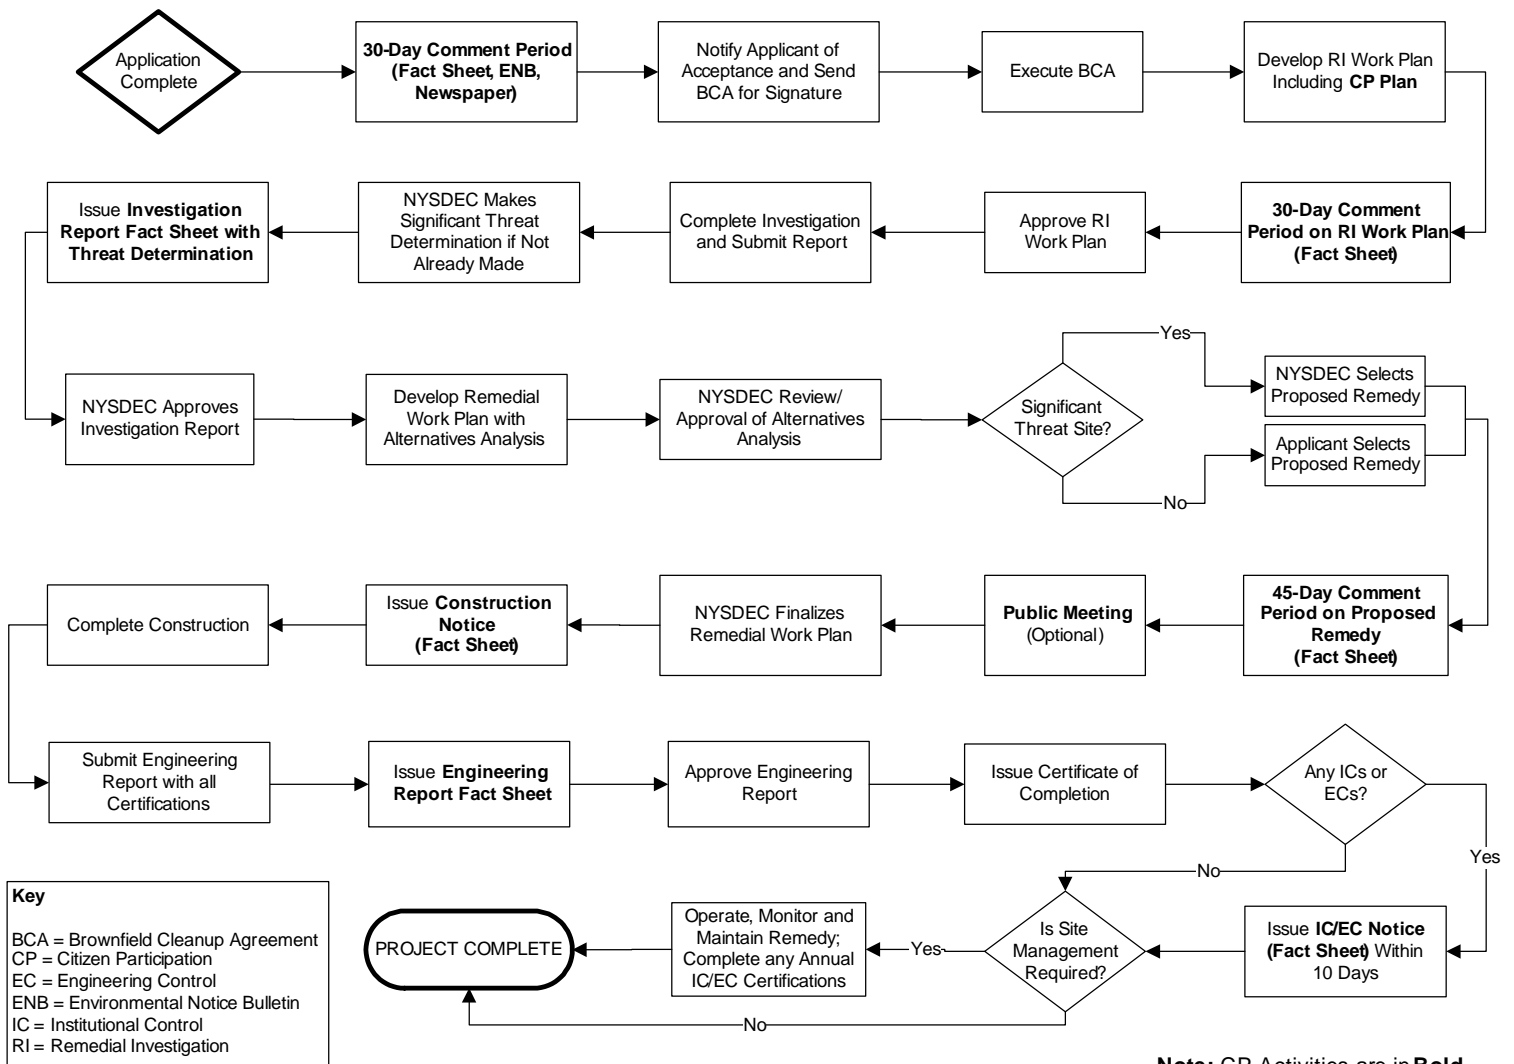 Application
Complete
30-Day Comment Period
(Fact Sheet, ENB,
Newspaper)
Notify Applicant of
Acceptance and Send
BCA for Signature
Execute BCA
Develop RI Work Plan
Including CP Plan
30-Day Comment
Period on RI Work Plan
(Fact Sheet)
Approve RI
Work Plan
Complete Investigation
and Submit Report
NYSDEC Makes
Significant Threat
Determination if Not
Already Made
Issue Investigation
Report Fact Sheet with
Threat Determination
NYSDEC Approves
Investigation Report
Develop Remedial
Work Plan with
Alternatives Analysis
NYSDEC Review/
Approval of Alternatives
Analysis
Significant
Threat Site?
Yes
No
NYSDEC Selects
Proposed Remedy
Applicant Selects
Proposed Remedy
45-Day Comment
Period on Proposed
Remedy
(Fact Sheet)
Public Meeting
(Optional)
NYSDEC Finalizes
Remedial Work Plan
Issue Construction
Notice
(Fact Sheet)
Complete Construction
Submit Engineering
Report with all
Certifications
Issue Engineering
Report Fact Sheet
Approve Engineering
Report
Issue Certificate of
Completion
Any ICs or
ECs?
Yes
No
Issue IC/EC Notice
(Fact Sheet) Within
10 Days
Is Site
Management
Required?
Yes
No
Operate, Monitor and
Maintain Remedy;
Complete any Annual
IC/EC Certifications
PROJECT COMPLETE
Key
BCA = Brownfield Cleanup Agreement
CP = Citizen Participation
EC = Engineering Control
ENB = Environmental Notice Bulletin
IC = Institutional Control
RI = Remedial Investigation
Note: CP Activities are in Bold